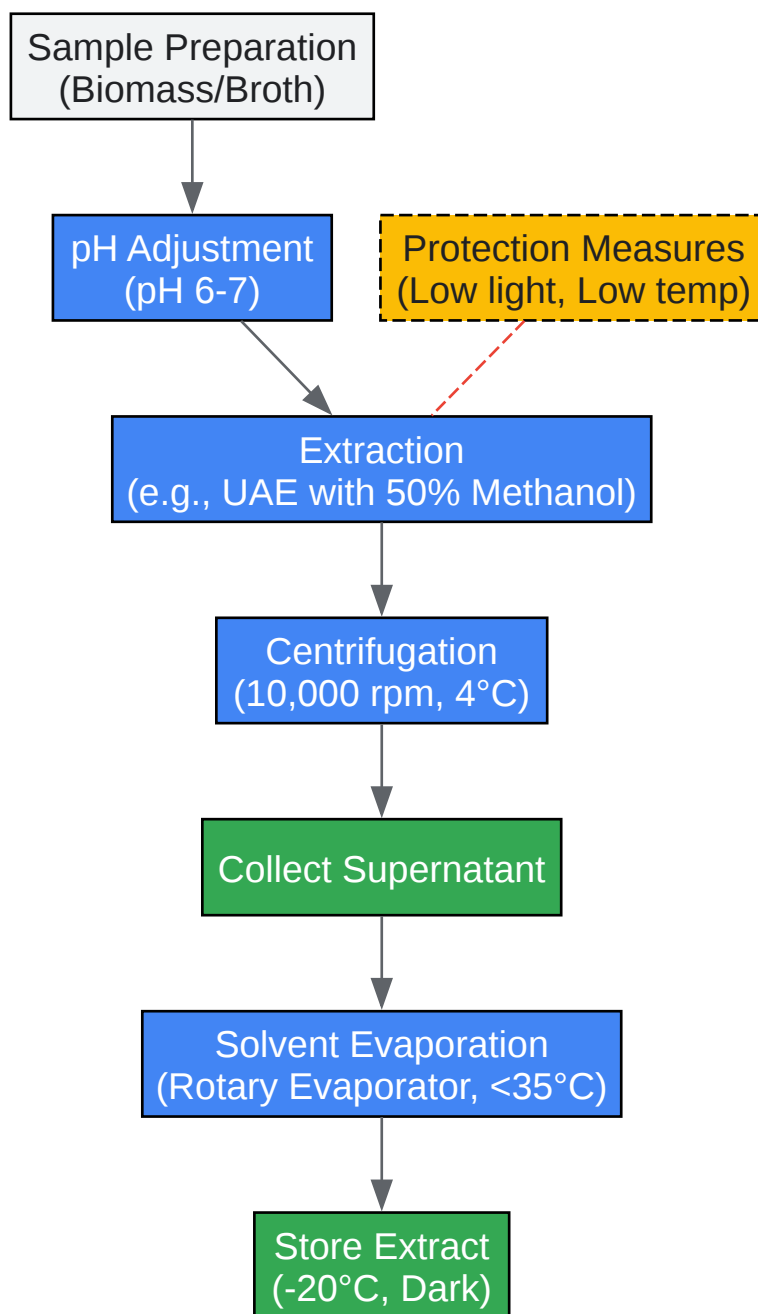 Sample Preparation
(Biomass/Broth)
pH Adjustment
(pH 6-7)
Protection Measures
(Low light, Low temp)
Extraction
(e.g., UAE with 50% Methanol)
Centrifugation
(10,000 rpm, 4°C)
Collect Supernatant
Solvent Evaporation
(Rotary Evaporator, <35°C)
Store Extract
(-20°C, Dark)